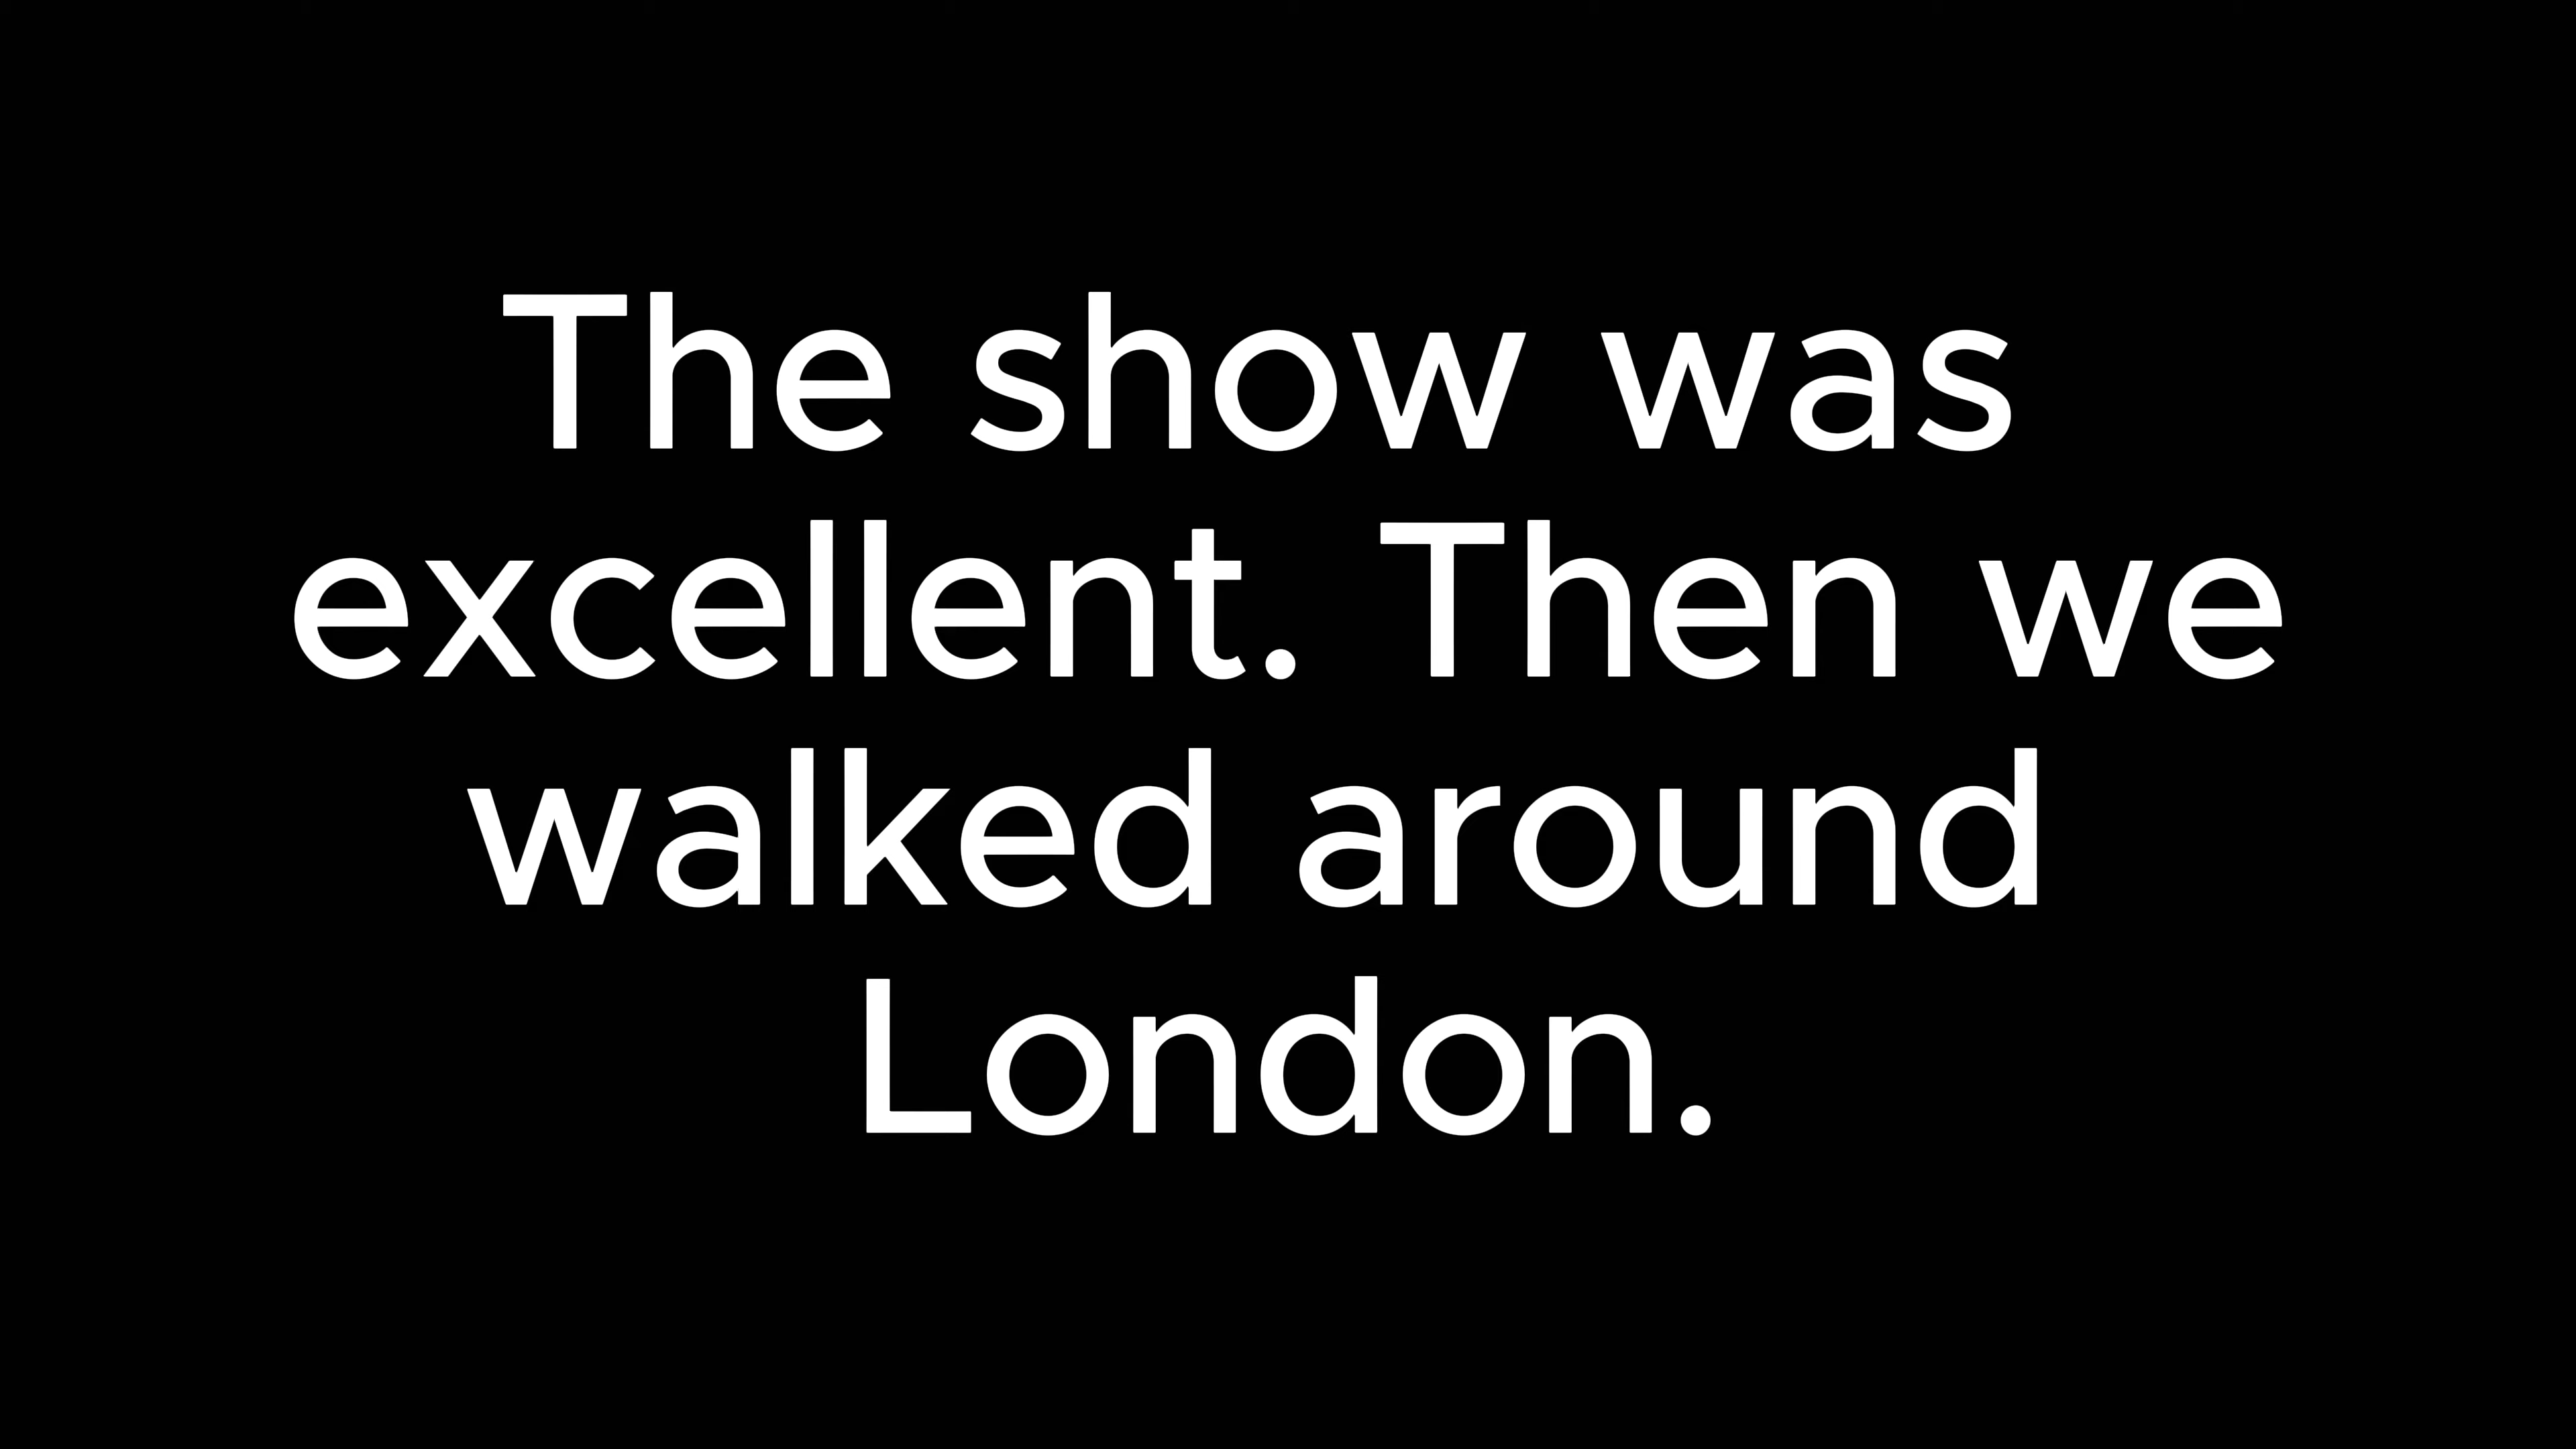 The show was
excellent. Then we
walked around
London.